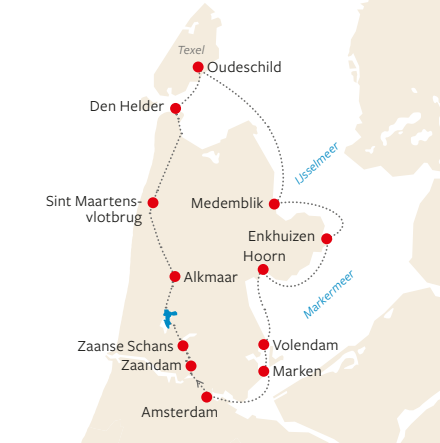 Texel
Oudeschild
Den Helder
IJsselmeer
Sint Maartens-
vlotbrug
Medemblik
Enkhuizen
Hoorn
Alkmaar
Markermeer
Zaanse Schans
Volendam
Zaandam
Marken
Amsterdam